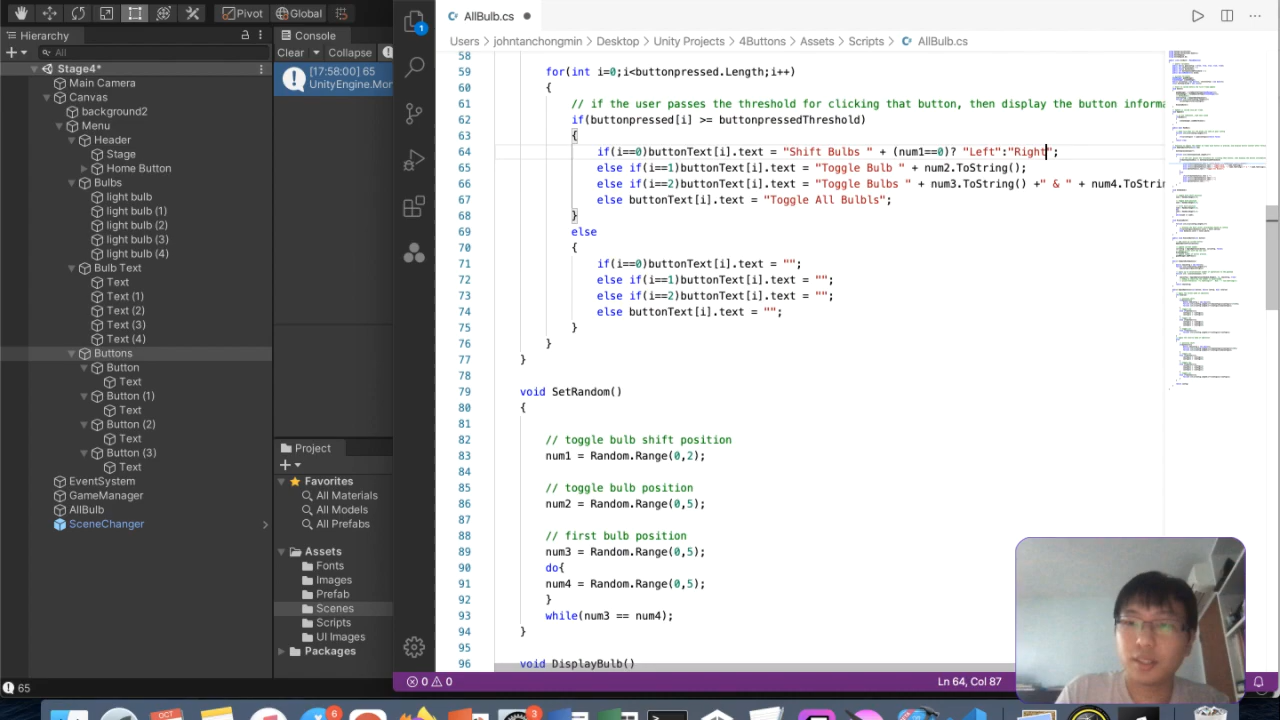 Pivot
Global
Hierarchy
Console
All
Clear
Collapse
Stage4*
Main Camera
Canvas
background2
Menu
Header
Stage
Menu button
Bulbs
light bulb
light bulb (1)
light bulb (2)
light bulb (3)
light bulb (4)
Bulb Text
Text
Text (1)
Text (2)
Text (3)
Text (4)
Buttons
Button
Text
Button (1)
Text
Button (2)
Text
Button (3)
Text
EventSystem
GameManager
AllBulb
SceneChanger
65
[17:58:00] 65
Engine.Mon
Project
Favorites
All Materials
All Models
All Prefabs
Assets
Fonts
Images
Prefab
Scenes
Scripts
UI Images
Packages
1
AllBulb.cs
Users > johntanchongmin > Desktop > Unity Projects > 4Buttons > Assets > Scripts > AllBulb.cs
58
59 for(int i=0;i<buttonpressed.Length;i++)
60 {
61 // if the user passes the threshold for clicking that button, then display the button informa
62 if(buttonpressed[i] >= buttonpressedThreshold)
63 {
64 if(i==0)buttonText[i].text = "Shift Bulbs " + (num1==0)? "Left":"Right";
65 else if(i==1)buttonText[i].text = "Toggle Bulb " + num2.ToString();
66 else if(i==2)buttonText[i].text = "Toggle Bulbs " + num3.ToString() +" & " + num4.ToStrin
67 else buttonText[i].text = "Toggle All Bulbls";
68 }
69 else
70 {
71 if(i==0)buttonText[i].text = "";
72 else if(i==2)buttonText[i].text = "";
73 else if(i==2)buttonText[i].text = "";
74 else buttonText[i].text = "";
75 }
76 }
77 }
78
79 void SetRandom()
80 {
81
82 // toggle bulb shift position
83 num1 = Random.Range(0,2);
84
85 // toggle bulb position
86 num2 = Random.Range(0,5);
87
88 // first bulb position
89 num3 = Random.Range(0,5);
90 do{
91 num4 = Random.Range(0,5);
92 }
93 while(num3 == num4);
94 }
95
96 void DisplayBulb()
0 0
Ln 64, Col 87
OCT
3